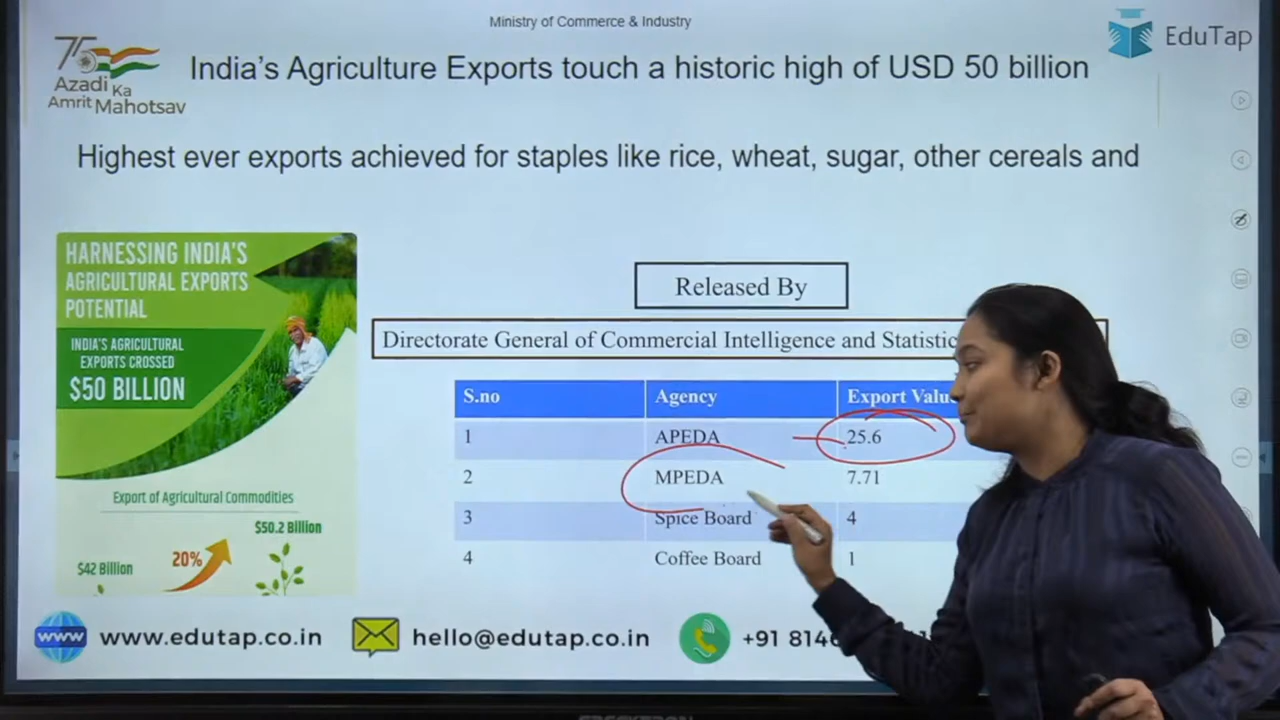 Ministry of Commerce & Industry
EduTap
75
Azadi Ka
Amrit Mahotsav
India's Agriculture Exports touch a historic high of USD 50 billion
Highest ever exports achieved for staples like rice, wheat, sugar, other cereals and
HARNESSING INDIA'S
AGRICULTURAL EXPORTS
POTENTIAL
INDIA'S AGRICULTURAL
EXPORTS CROSSED
$50 BILLION
Export of Agricultural Commodities
$50.2 Billion
20%
$42 Billion
Released By
Directorate General of Commercial Intelligence and
S.no Agency Export
1 APEDA 25.6
2 MPEDA 7.71
3 Spice Board 4
4 Coffee Board 1
www www.edutap.co.in hello@edutap.co.in +91